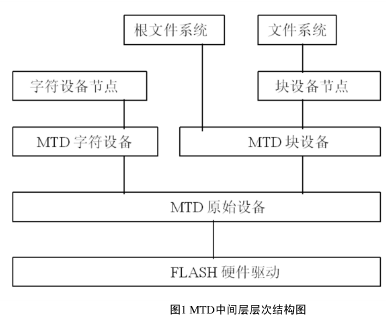 根文件系统
文件系统
字符设备节点
块设备节点
MTD 字符设备
MTD 块设备
MTD 原始设备
FLASH 硬件驱动
图1 MTD中间层层次结构图